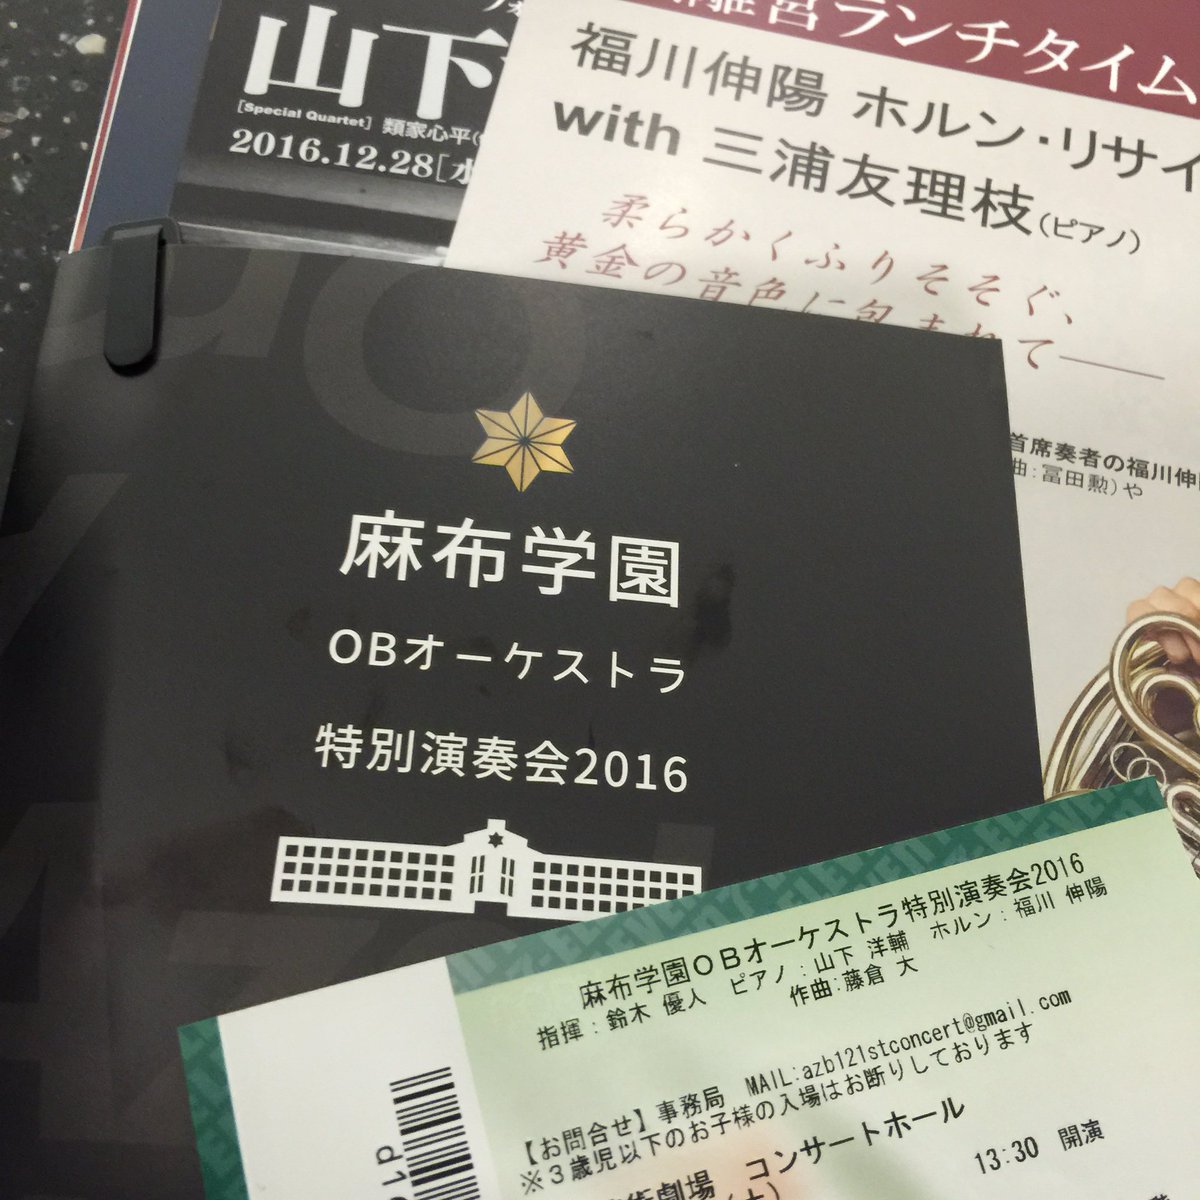 山下
[Special Quartet] 類家心平
2016.12.28[水
ランチタイム
福川伸陽 ホルン・リサイ
with 三浦友理枝(ピアノ)
柔らかくふりそそぐ、
黄金の音色に包まれて――
首席奏者の福川伸
曲:冨田勲)や
麻布学園
OBオーケストラ
特別演奏会2016
麻布学園OBオーケストラ特別演奏会2016
指揮:鈴木 優人 ピアノ:山下 洋輔 ホルン:福川 伸陽
作曲:藤倉 大
【お問合せ】事務局 MAIL:azb121stconcert@gmail.com
※3歳児以下のお子様の入場はお断りしております
術劇場 コンサートホール
(土) 13:30 開演